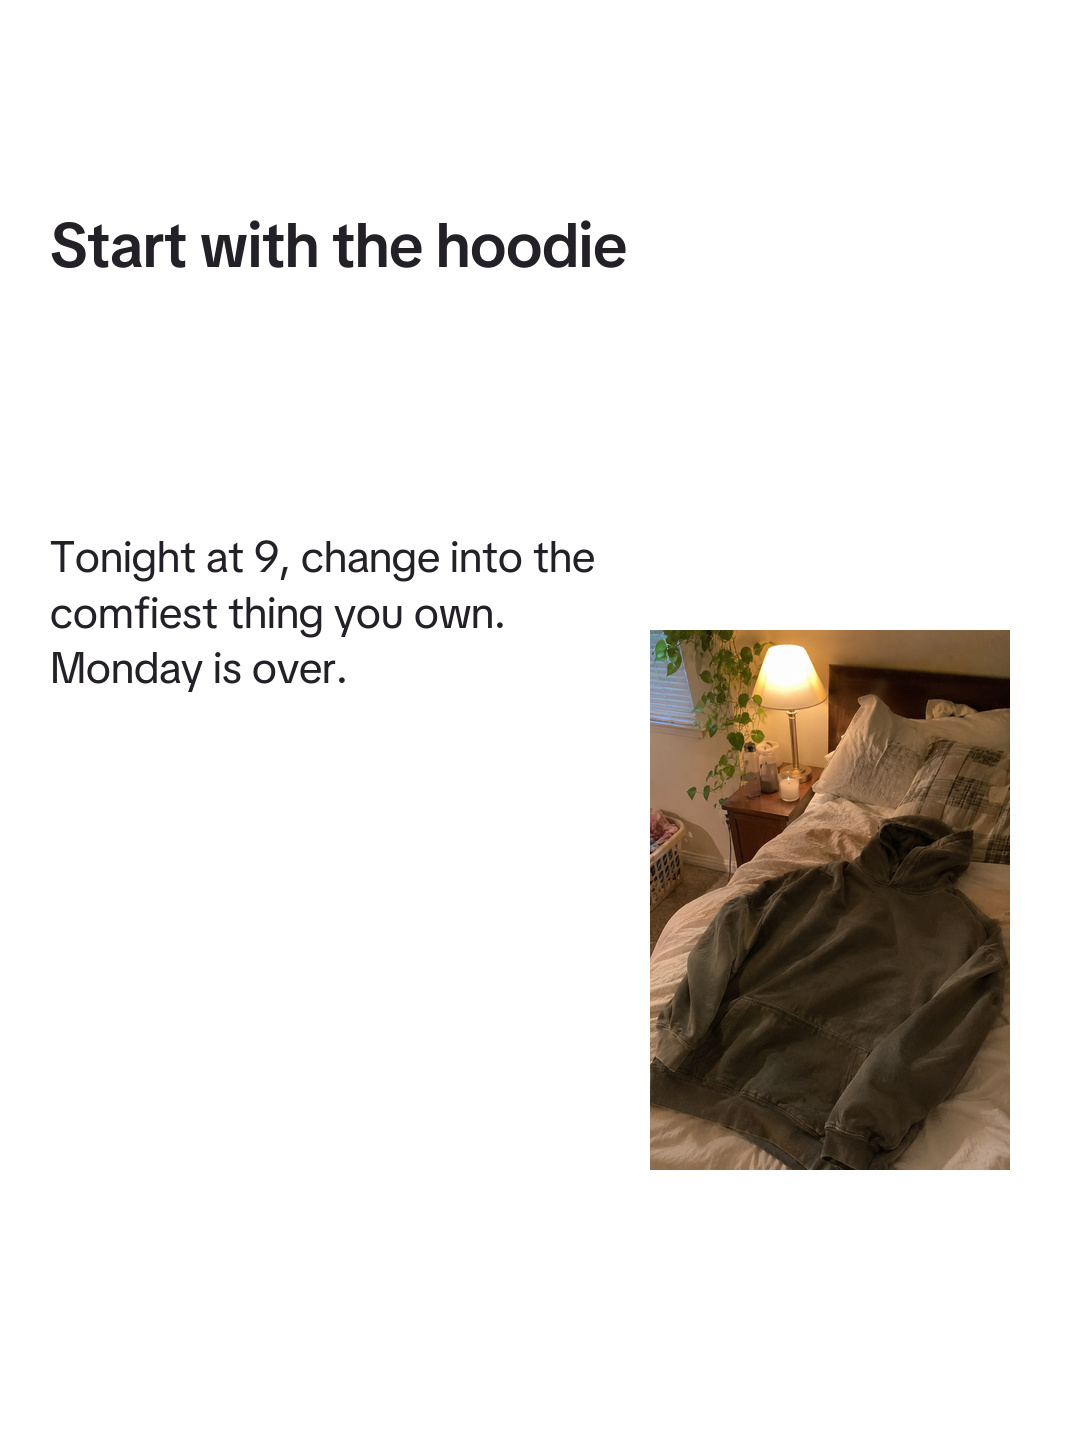 Start with the hoodie
Tonight at 9, change into the
comfiest thing you own.
Monday is over.